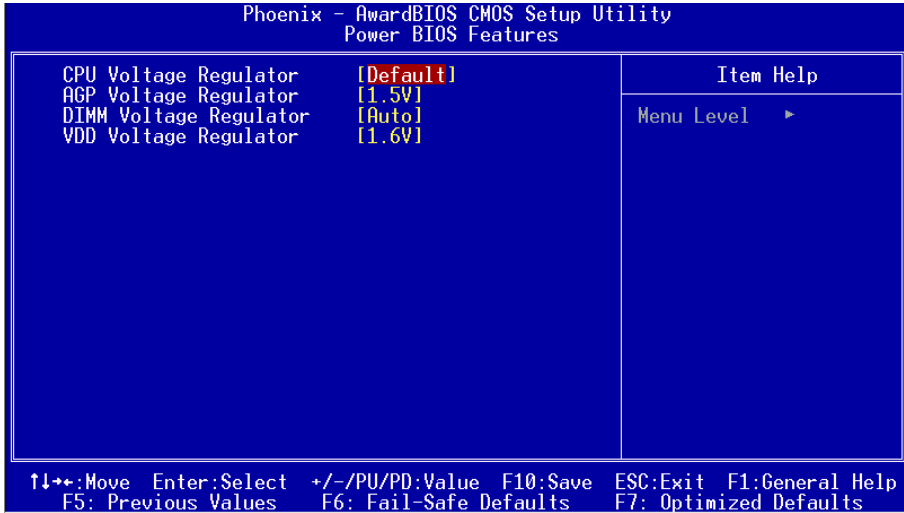 Phoenix - AwardBIOS CMOS Setup Utility
Power BIOS Features
CPU Voltage Regulator [Default]
AGP Voltage Regulator [1.5V]
DIMM Voltage Regulator [Auto]
VDD Voltage Regulator [1.6V]
Item Help
Menu Level ►
↑↓→←:Move Enter:Select +/-/PU/PD:Value F10:Save ESC:Exit F1:General Help
F5: Previous Values F6: Fail-Safe Defaults F7: Optimized Defaults